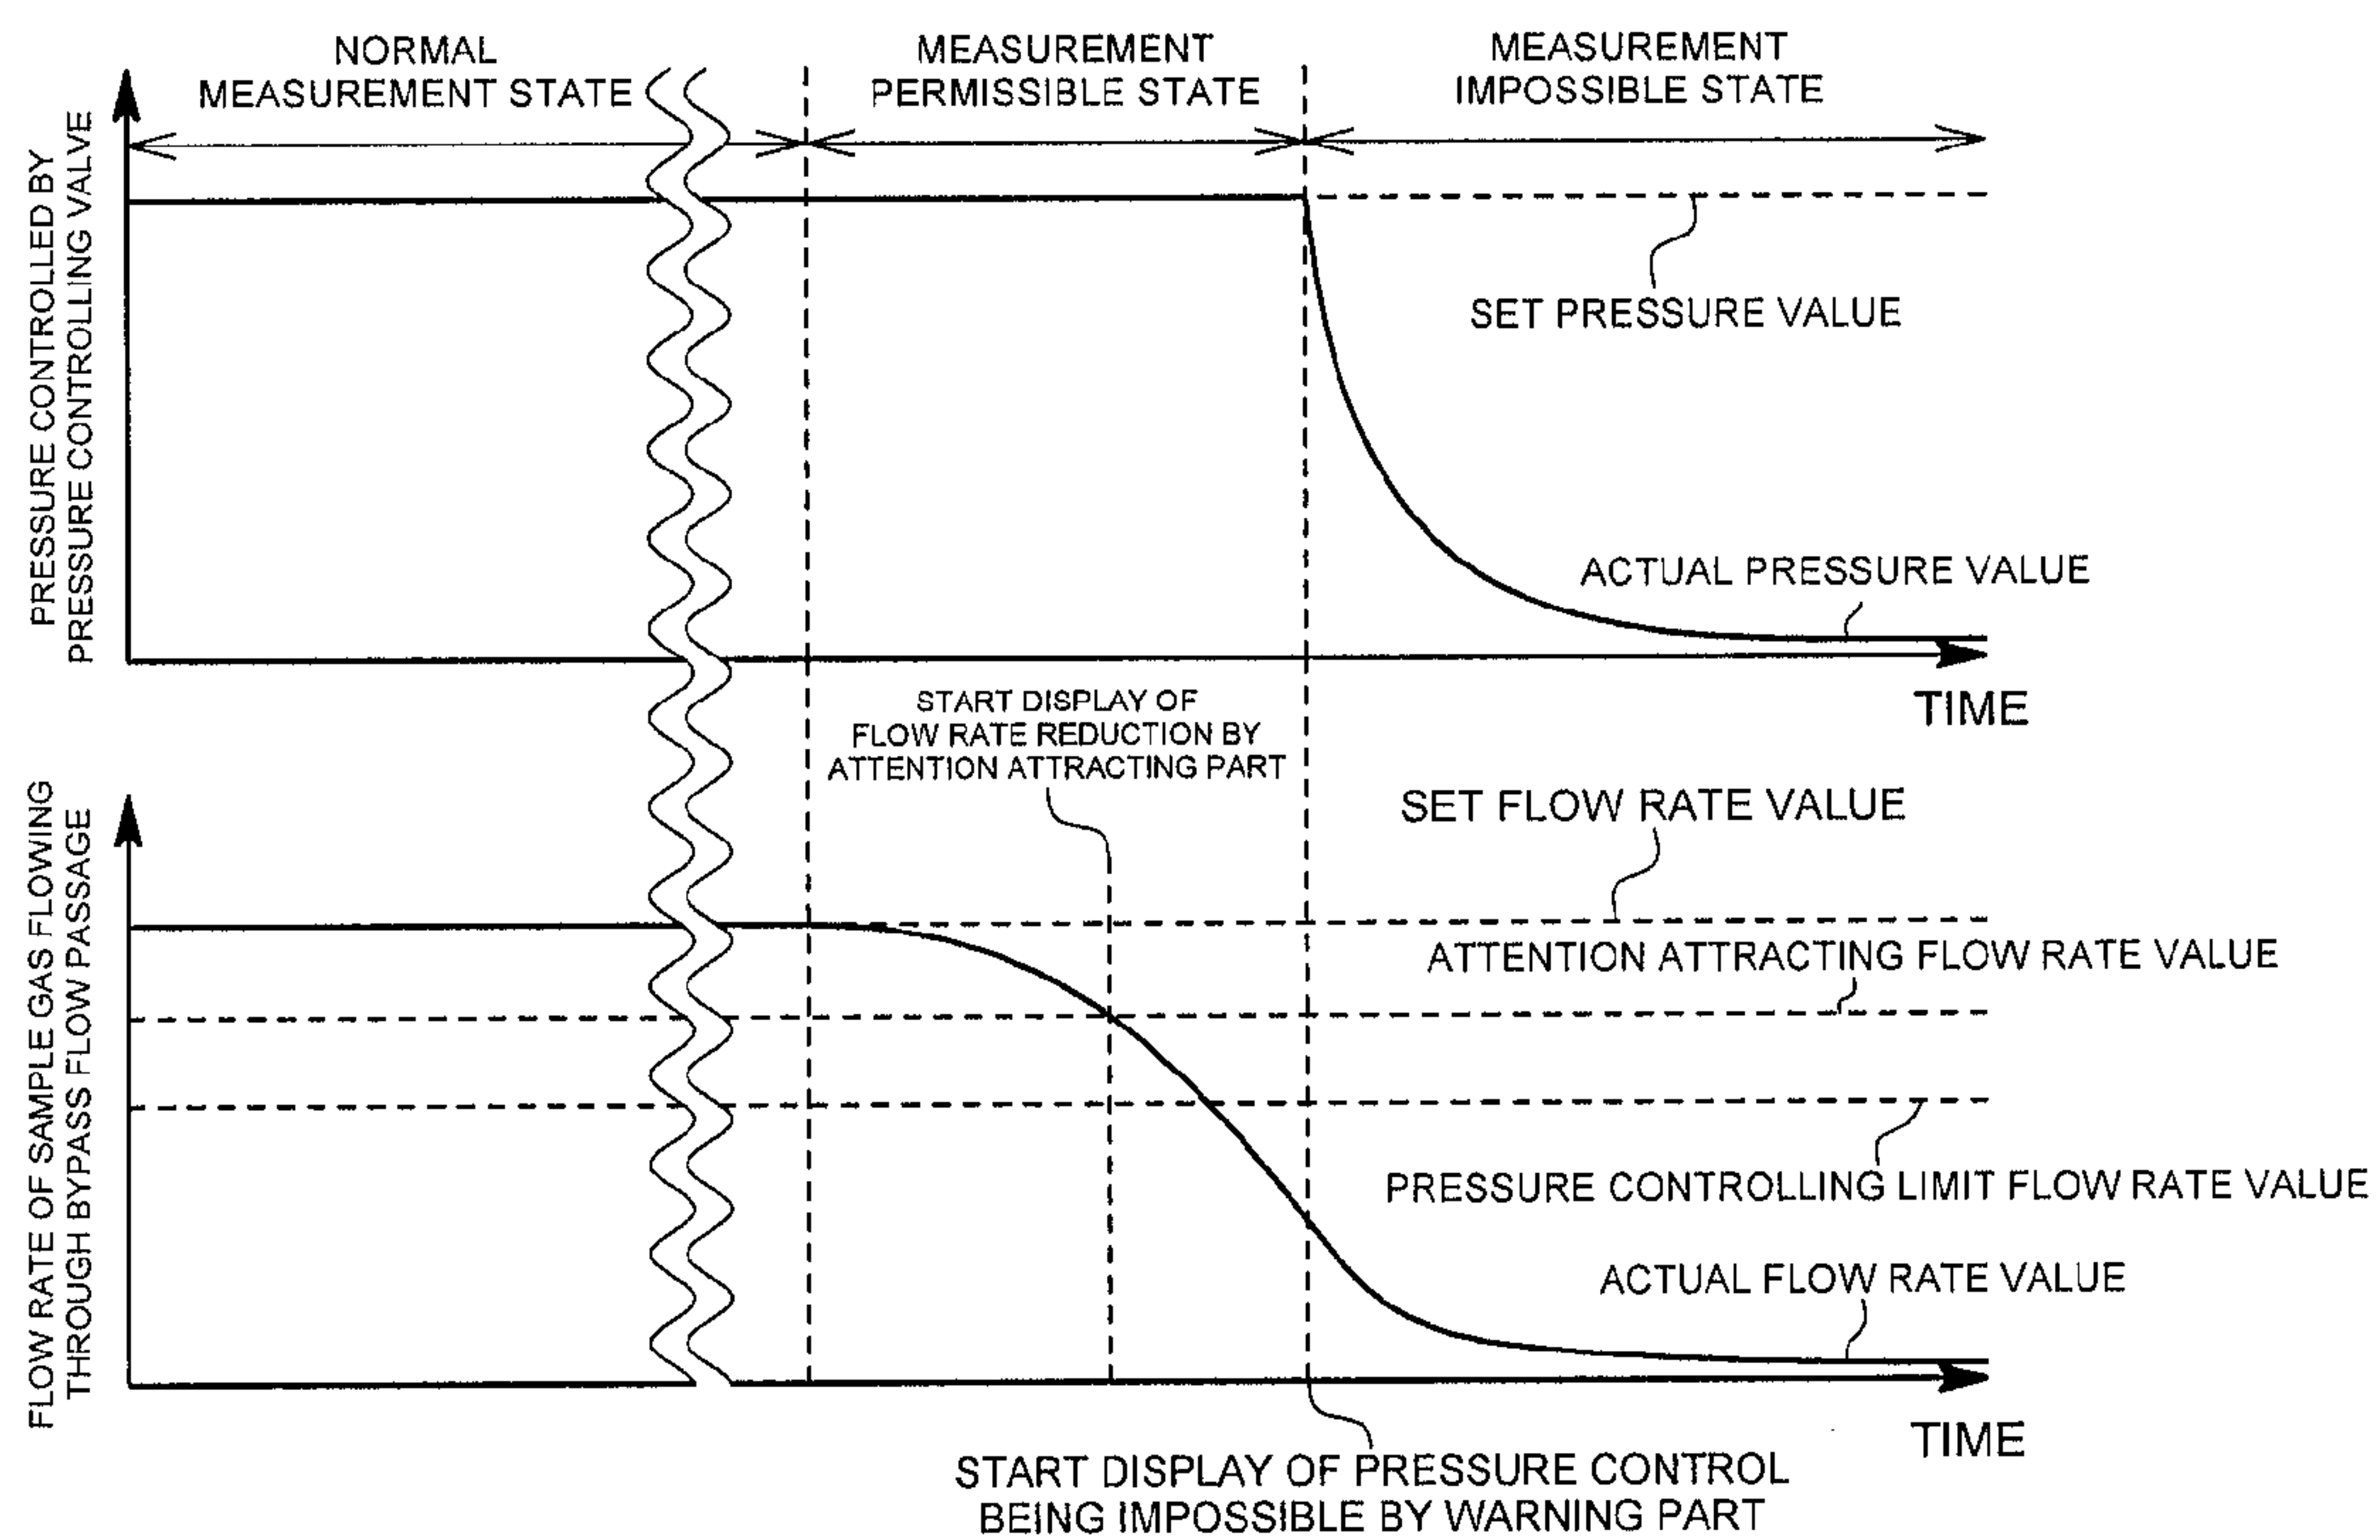 NORMAL
MEASUREMENT STATE
MEASUREMENT
PERMISSIBLE STATE
MEASUREMENT
IMPOSSIBLE STATE
PRESSURE CONTROLLED BY
PRESSURE CONTROLLING VALVE
SET PRESSURE VALUE
ACTUAL PRESSURE VALUE
TIME
START DISPLAY OF
FLOW RATE REDUCTION BY
ATTENTION ATTRACTING PART
FLOW RATE OF SAMPLE GAS FLOWING
THROUGH BYPASS FLOW PASSAGE
SET FLOW RATE VALUE
ATTENTION ATTRACTING FLOW RATE VALUE
PRESSURE CONTROLLING LIMIT FLOW RATE VALUE
ACTUAL FLOW RATE VALUE
TIME
START DISPLAY OF PRESSURE CONTROL
BEING IMPOSSIBLE BY WARNING PART